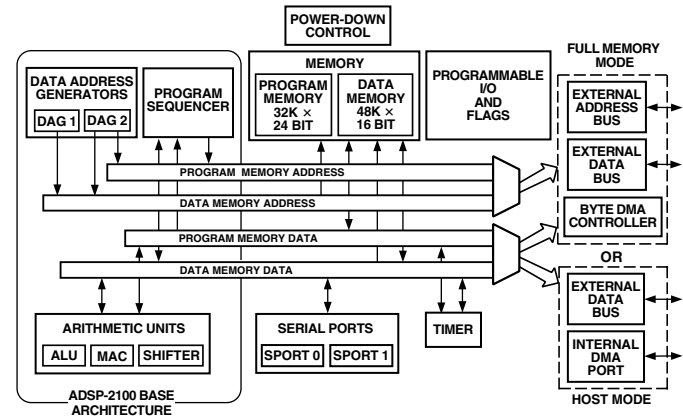 POWER-DOWN
CONTROL
FULL MEMORY
MODE
DATA ADDRESS
GENERATORS
DAG 1
DAG 2
PROGRAM
SEQUENCER
MEMORY
PROGRAM
MEMORY
32K ×
24 BIT
DATA
MEMORY
48K ×
16 BIT
PROGRAMMABLE
I/O
AND
FLAGS
EXTERNAL
ADDRESS
BUS
EXTERNAL
DATA
BUS
BYTE DMA
CONTROLLER
PROGRAM MEMORY ADDRESS
DATA MEMORY ADDRESS
PROGRAM MEMORY DATA
DATA MEMORY DATA
OR
EXTERNAL
DATA
BUS
INTERNAL
DMA
PORT
HOST MODE
ARITHMETIC UNITS
ALU
MAC
SHIFTER
SERIAL PORTS
SPORT 0
SPORT 1
TIMER
ADSP-2100 BASE
ARCHITECTURE